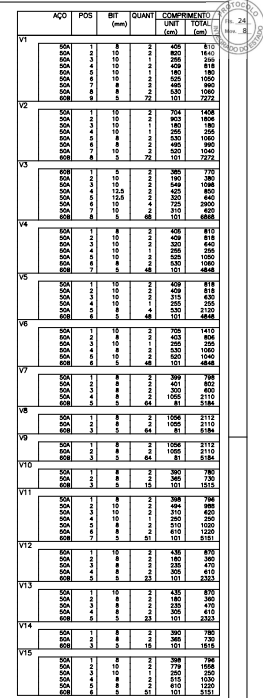 AÇO POS BIT QUANT COMPRIMENTO
(mm) UNIT TOTAL
(cm) (cm)
V1
50A 1 8 2 405 810
50A 2 10 2 820 1640
50A 3 10 1 255 255
50A 4 10 2 409 818
50A 5 10 1 180 180
50A 6 10 2 525 1050
50A 7 8 2 495 990
50A 8 8 2 530 1060
60B 9 5 72 101 7272
V2
50A 1 10 2 704 1408
50A 2 10 2 903 1806
50A 3 10 1 180 180
50A 4 10 1 255 255
50A 5 8 2 530 1060
50A 6 8 2 495 990
50A 7 10 2 520 1040
60B 8 5 72 101 7272
V3
60B 1 5 2 385 770
50A 2 10 2 190 380
50A 3 10 2 549 1098
50A 4 12.5 2 425 850
50A 5 12.5 2 320 640
50A 6 10 4 725 2900
50A 7 10 2 310 620
60B 8 5 68 101 6868
V4
50A 1 8 2 405 810
50A 2 10 2 409 818
50A 3 10 2 320 640
50A 4 10 1 255 255
50A 5 10 2 525 1050
50A 6 8 2 530 1060
60B 7 5 48 101 4848
V5
50A 1 10 2 409 818
50A 2 10 2 409 818
50A 3 10 2 315 630
50A 4 10 1 255 255
50A 5 8 4 530 2120
60B 6 5 48 101 4848
V6
50A 1 10 2 705 1410
50A 2 8 2 403 806
50A 3 10 1 255 255
50A 4 8 2 530 1060
50A 5 10 2 520 1040
60B 6 5 48 101 4848
V7
50A 1 8 2 399 798
50A 2 8 2 401 802
50A 3 8 2 300 600
50A 4 8 2 1055 2110
60B 5 5 64 81 5184
V8
50A 1 8 2 1056 2112
50A 2 8 2 1055 2110
60B 3 5 64 81 5184
V9
50A 1 8 2 1056 2112
50A 2 8 2 1055 2110
60B 3 5 64 81 5184
V10
50A 1 8 2 390 780
50A 2 8 2 365 730
60B 3 5 15 101 1515
V11
50A 1 8 2 398 796
50A 2 8 2 494 988
50A 3 10 2 310 620
50A 4 10 1 250 250
50A 5 8 2 510 1020
50A 6 8 2 610 1220
60B 7 5 51 101 5151
V12
50A 1 10 2 435 870
50A 2 8 2 180 360
50A 3 8 2 235 470
50A 4 8 2 305 610
60B 5 5 23 101 2323
V13
50A 1 10 2 435 870
50A 2 8 2 180 360
50A 3 8 2 235 470
50A 4 8 2 305 610
60B 5 5 23 101 2323
V14
50A 1 8 2 390 780
50A 2 8 2 365 730
60B 3 5 15 101 1515
V15
50A 1 8 2 398 796
50A 2 10 2 779 1558
50A 3 10 1 250 250
50A 4 8 2 515 1030
50A 5 8 2 610 1220
60B 6 5 51 101 5151
PROTOCOLO
Fls. 24
Mov. 8
DO ESTADO